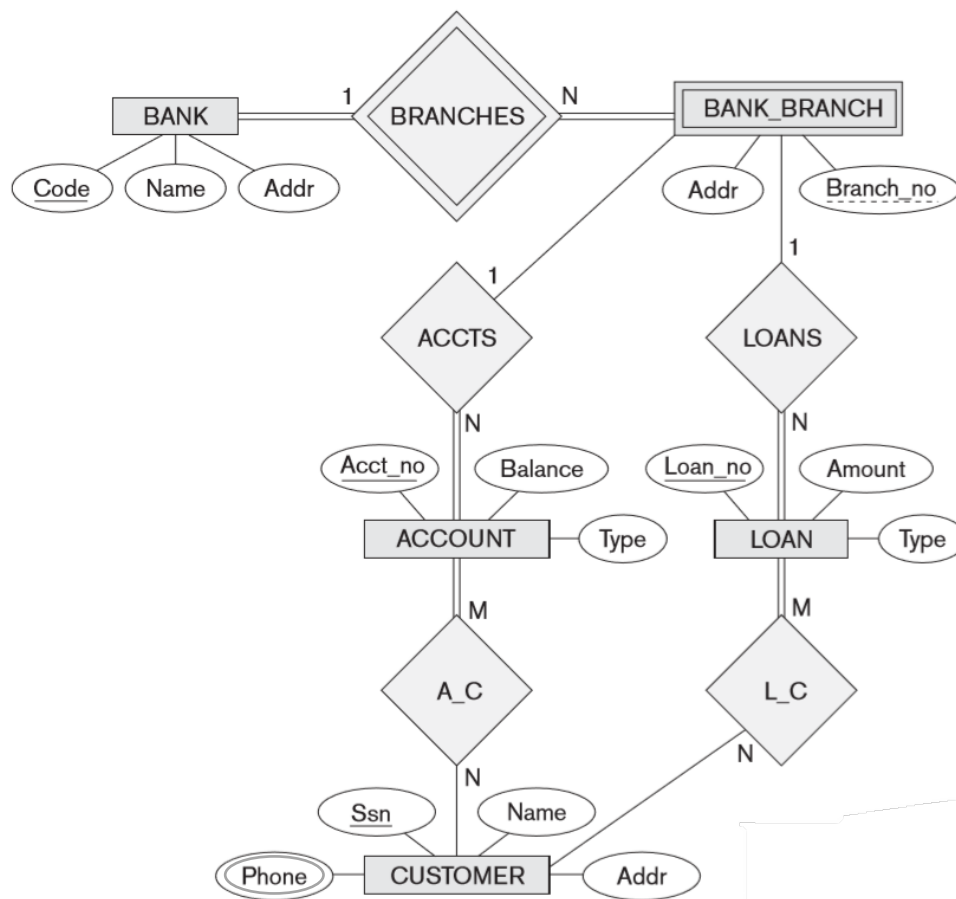 BANK
1
BRANCHES
N
BANK_BRANCH
Code
Name
Addr
Addr
Branch_no
1
1
ACCTS
LOANS
N
N
Acct_no
Balance
Loan_no
Amount
ACCOUNT
Type
LOAN
Type
M
M
A_C
L_C
N
N
Ssn
Name
Phone
CUSTOMER
Addr